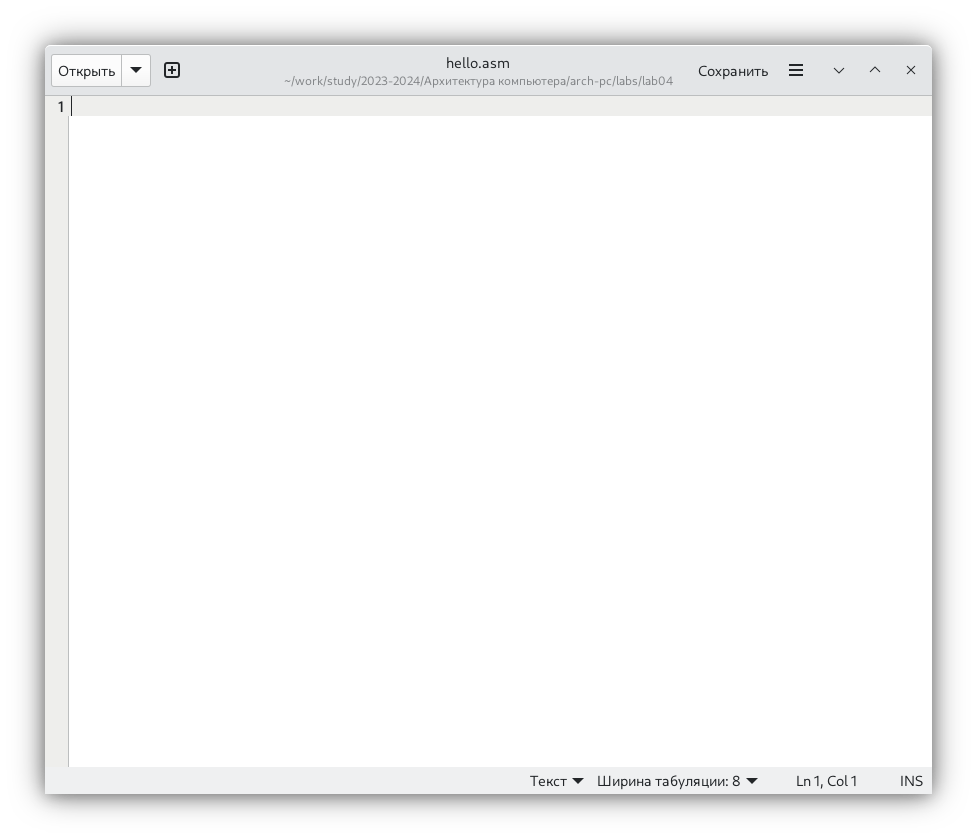 Открыть
hello.asm
~/work/study/2023-2024/Архитектура компьютера/arch-pc/labs/lab04
Сохранить
1
Текст
Ширина табуляции: 8
Ln 1, Col 1
INS